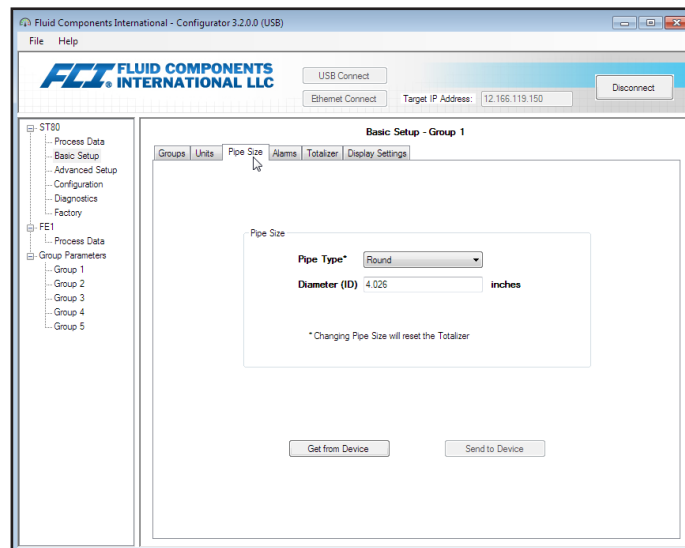 Fluid Components International - Configurator 3.2.0.0 (USB)
File Help
FCI. FLUID COMPONENTS
® INTERNATIONAL LLC
USB Connect
Ethernet Connect Target IP Address: 12.166.119.150
Disconnect
ST80
Process Data
Basic Setup
Advanced Setup
Configuration
Diagnostics
Factory
FE1
Process Data
Group Parameters
Group 1
Group 2
Group 3
Group 4
Group 5
Basic Setup - Group 1
Groups Units Pipe Size Alarms Totalizer Display Settings
Pipe Size
Pipe Type* Round
Diameter (ID) 4.026 inches
* Changing Pipe Size will reset the Totalizer
Get from Device Send to Device